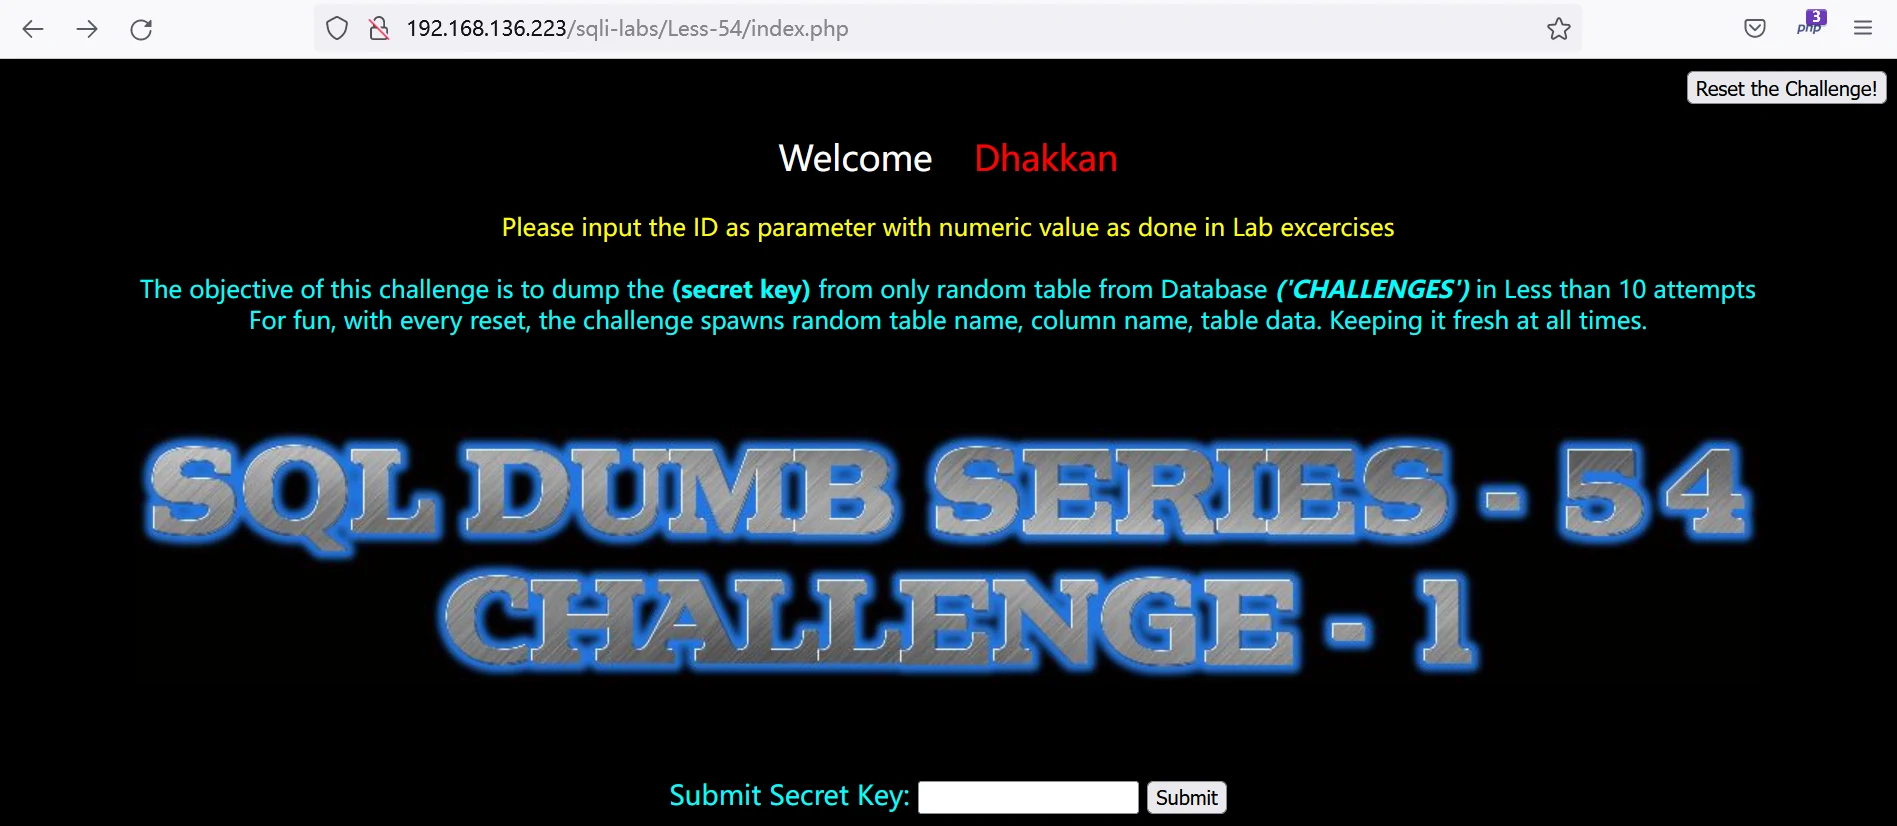 192.168.136.223/sqli-labs/Less-54/index.php
3
php
Reset the Challenge!
Welcome Dhakkan
Please input the ID as parameter with numeric value as done in Lab excercises
The objective of this challenge is to dump the (secret key) from only random table from Database ('CHALLENGES') in Less than 10 attempts
For fun, with every reset, the challenge spawns random table name, column name, table data. Keeping it fresh at all times.
SQL DUMB SERIES - 54
CHALLENGE - 1
Submit Secret Key: Submit